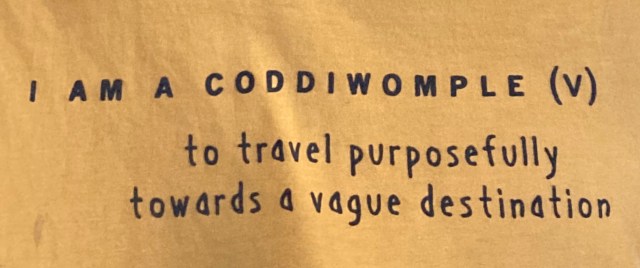 I AM A CODDIWOMPLE (V)
to travel purposefully
towards a vague destination